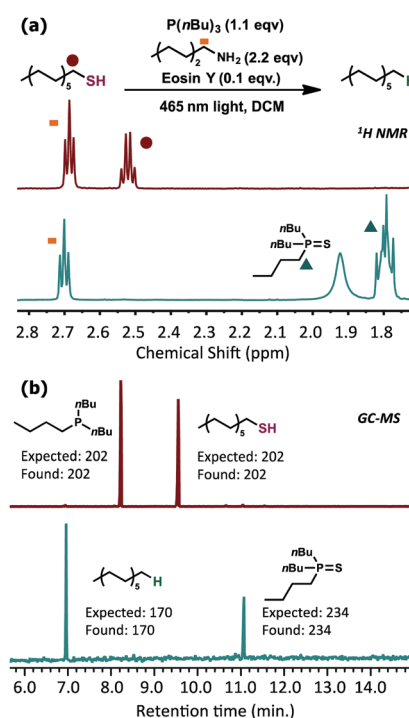 (a)
P(nBu)3 (1.1 eqv)
( )2 NH2 (2.2 eqv)
Eosin Y (0.1 eqv.)
465 nm light, DCM
( )5 SH
( )5 H
1H NMR
nBu
nBu-P=S
2.8 2.7 2.6 2.5 2.4 2.3 2.2 2.1 2.0 1.9 1.8
Chemical Shift (ppm)
(b)
GC-MS
nBu
P nBu
Expected: 202
Found: 202
( )5 SH
Expected: 202
Found: 202
( )5 H
Expected: 170
Found: 170
nBu
nBu-P=S
Expected: 234
Found: 234
6.0 7.0 8.0 9.0 10.0 11.0 12.0 13.0 14.0
Retention time (min.)